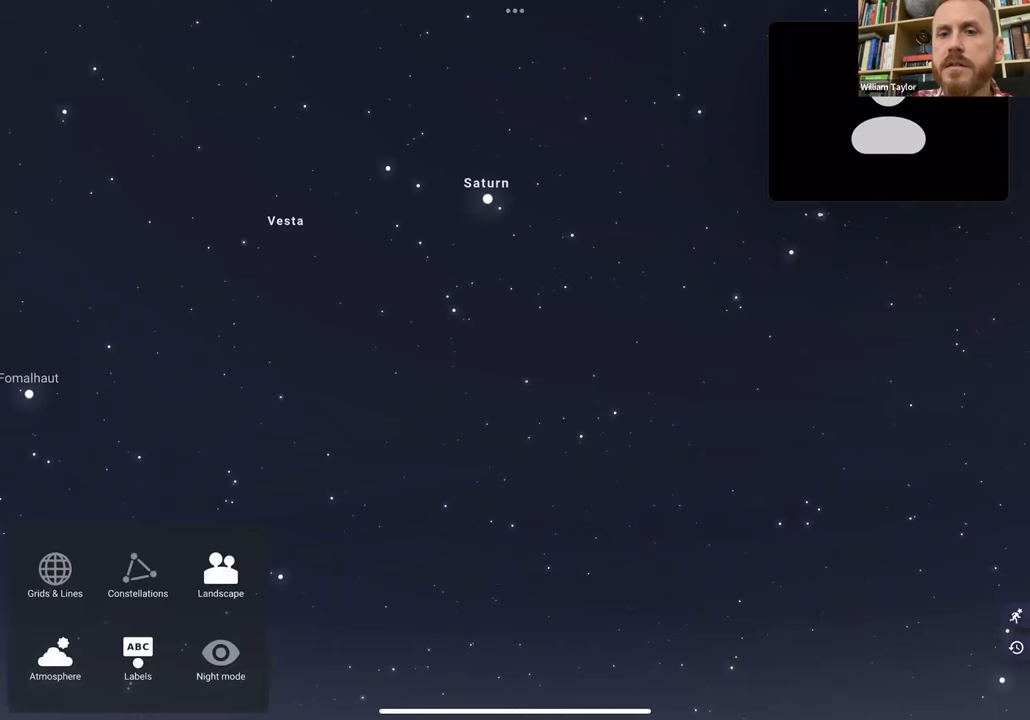 William Taylor
Saturn
Vesta
Fomalhaut
Grids & Lines
Constellations
Landscape
ABC
Atmosphere
Labels
Night mode